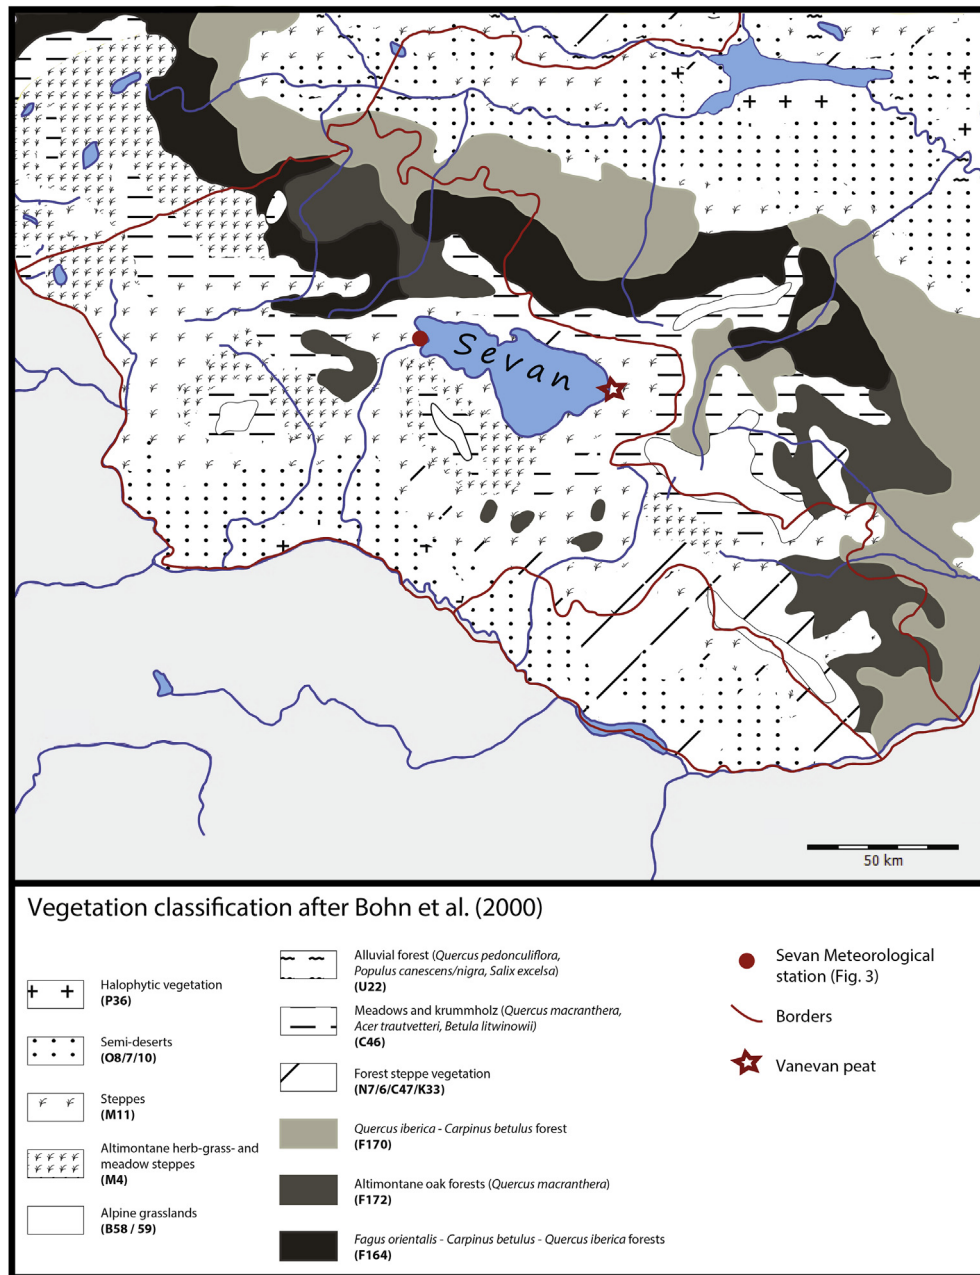 Sevan
50 km
Vegetation classification after Bohn et al. (2000)
Halophytic vegetation
(P36)
Semi-deserts
(O8/7/10)
Steppes
(M11)
Altimontane herb-grass- and
meadow steppes
(M4)
Alpine grasslands
(B58 / 59)
Alluvial forest (Quercus pedonculiflora,
Populus canescens/nigra, Salix excelsa)
(U22)
Meadows and krummholz (Quercus macranthera,
Acer trautvetteri, Betula litwinowii)
(C46)
Forest steppe vegetation
(N7/6/C47/K33)
Quercus iberica - Carpinus betulus forest
(F170)
Altimontane oak forests (Quercus macranthera)
(F172)
Fagus orientalis - Carpinus betulus - Quercus iberica forests
(F164)
Sevan Meteorological
station (Fig. 3)
Borders
Vanevan peat